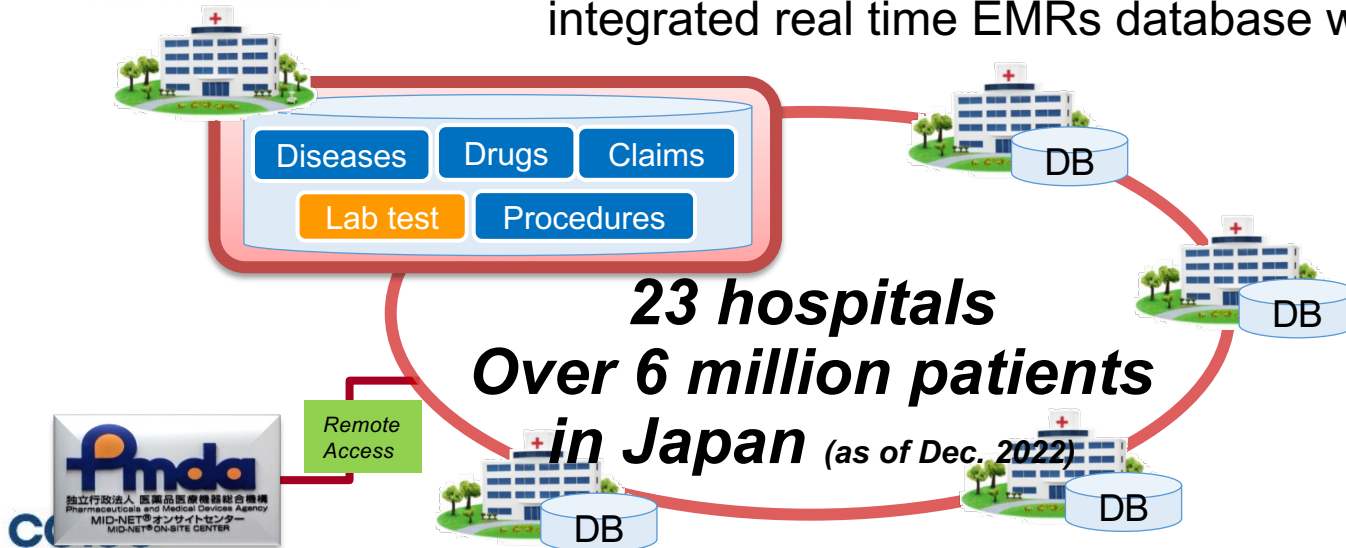 integrated real time EMRs database
Diseases
Drugs
Claims
Lab test
Procedures
DB
DB
23 hospitals
Over 6 million patients
in Japan (as of Dec. 2022)
Remote
Access
DB
DB
Pmda
独立行政法人 医薬品医療機器総合機構
Pharmaceuticals and Medical Devices Agency
MID-NET®オンサイトセンター
MID-NET® ON-SITE CENTER